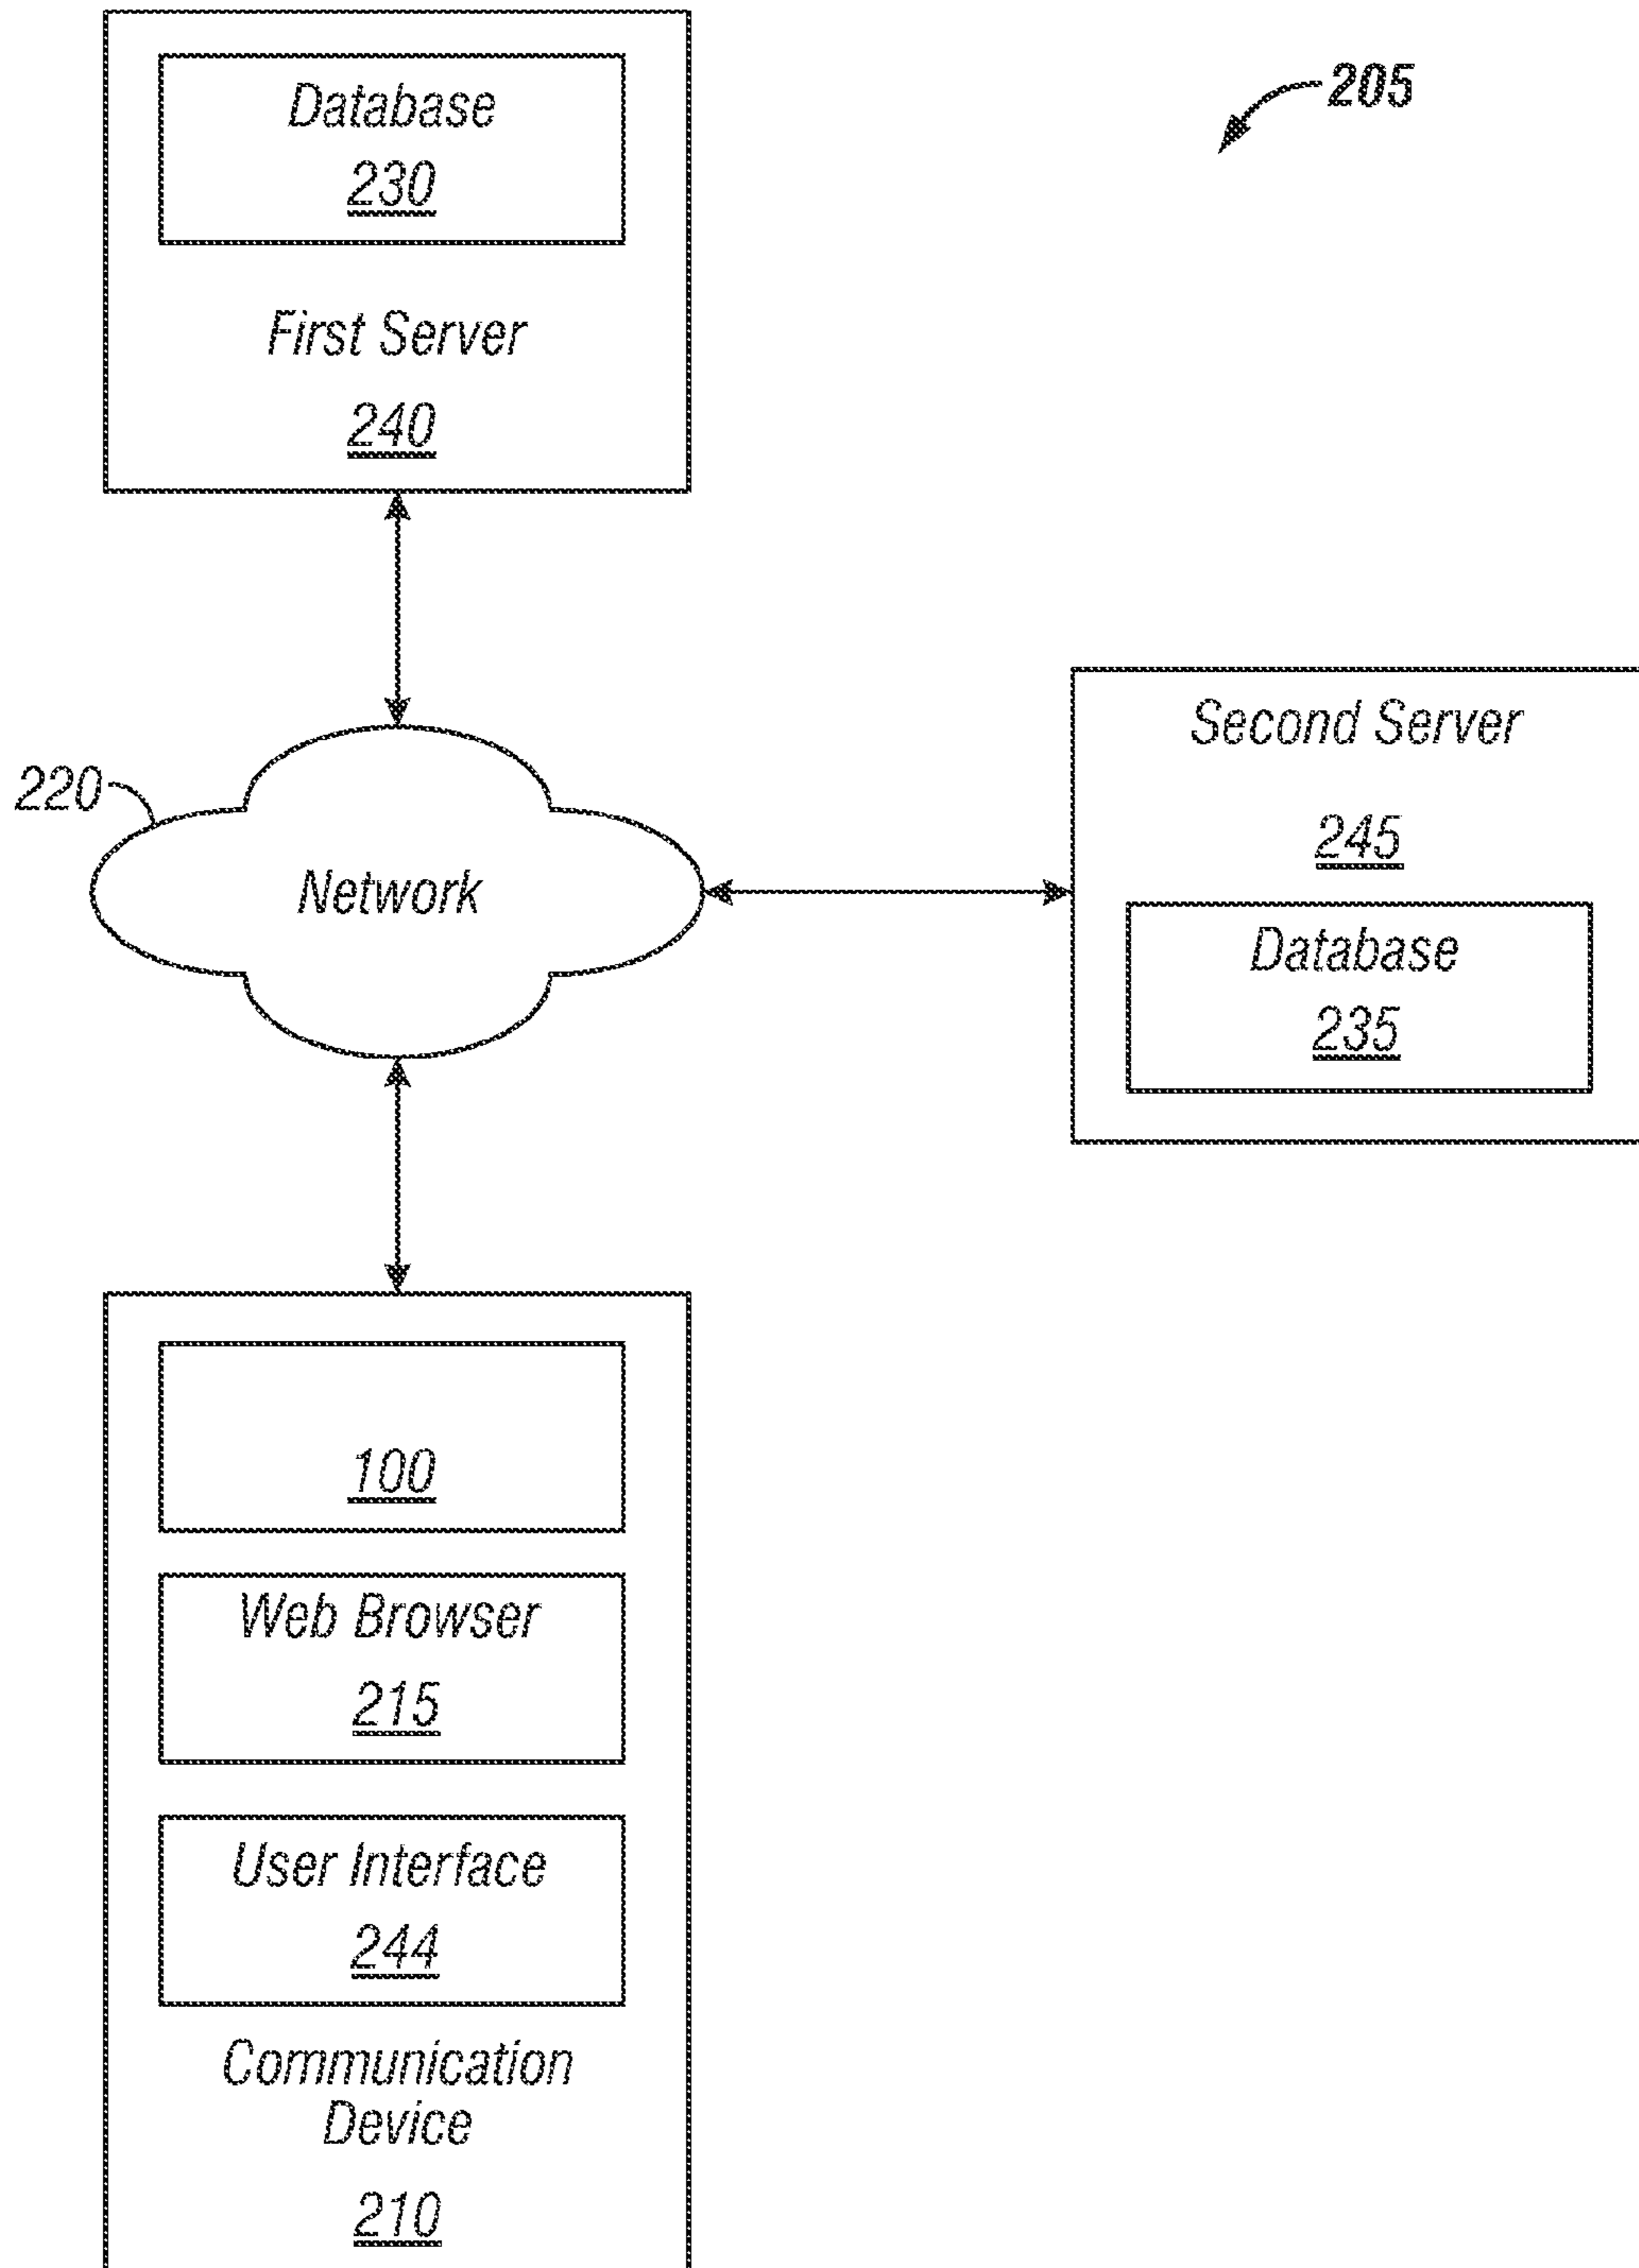 205
Database
230
First Server
240
220
Network
Second Server
245
Database
235
100
Web Browser
215
User Interface
244
Communication
Device
210